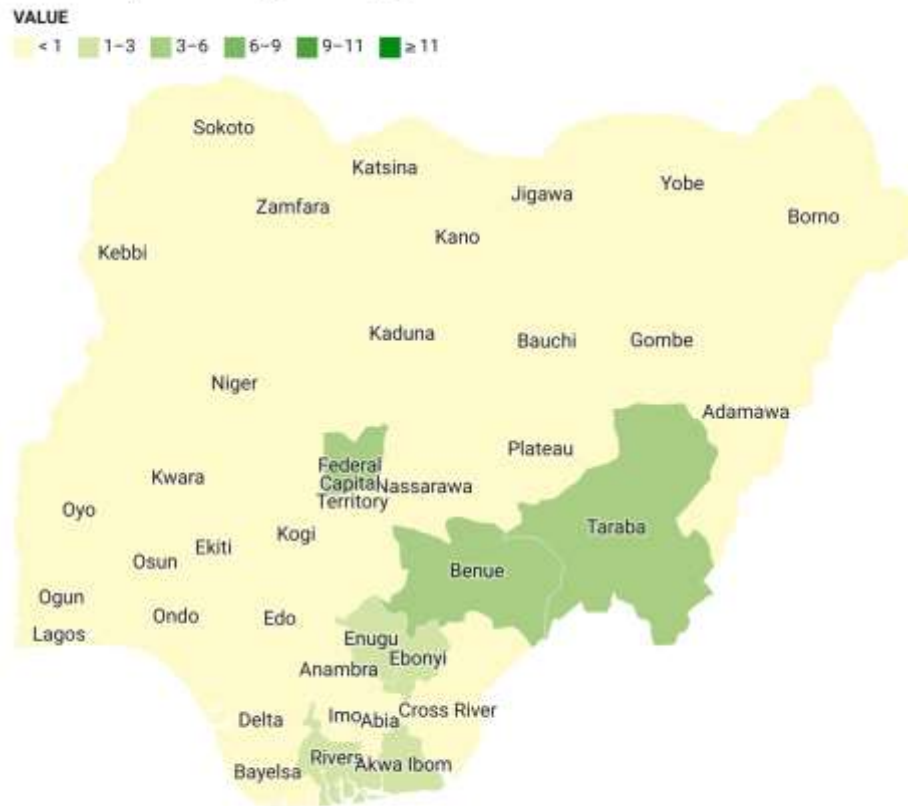 VALUE
< 1 1–3 3–6 6–9 9–11 ≥ 11
Sokoto
Katsina
Jigawa
Yobe
Zamfara
Borno
Kano
Kebbi
Kaduna
Bauchi
Gombe
Niger
Adamawa
Plateau
Federal
Capital
Territory
Nassarawa
Kwara
Oyo
Taraba
Kogi
Ekiti
Osun
Benue
Ogun
Ondo
Edo
Lagos
Enugu
Ebonyi
Anambra
Cross River
Imo
Abia
Delta
Rivers
Akwa Ibom
Bayelsa